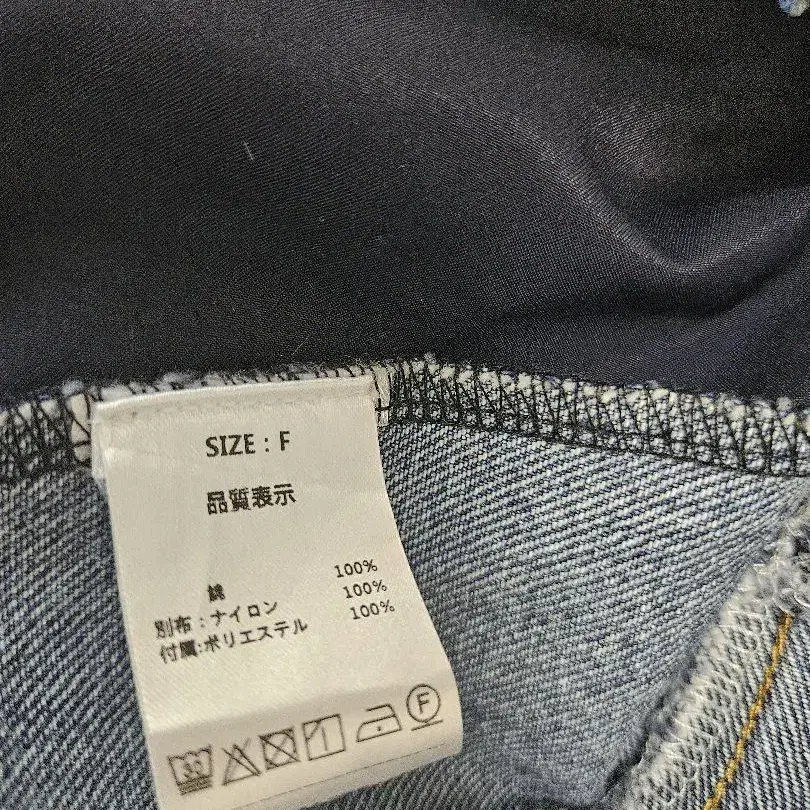 SIZE : F
品質表示
綿 100%
別布 : ナイロン 100%
付属:ポリエステル 100%
F